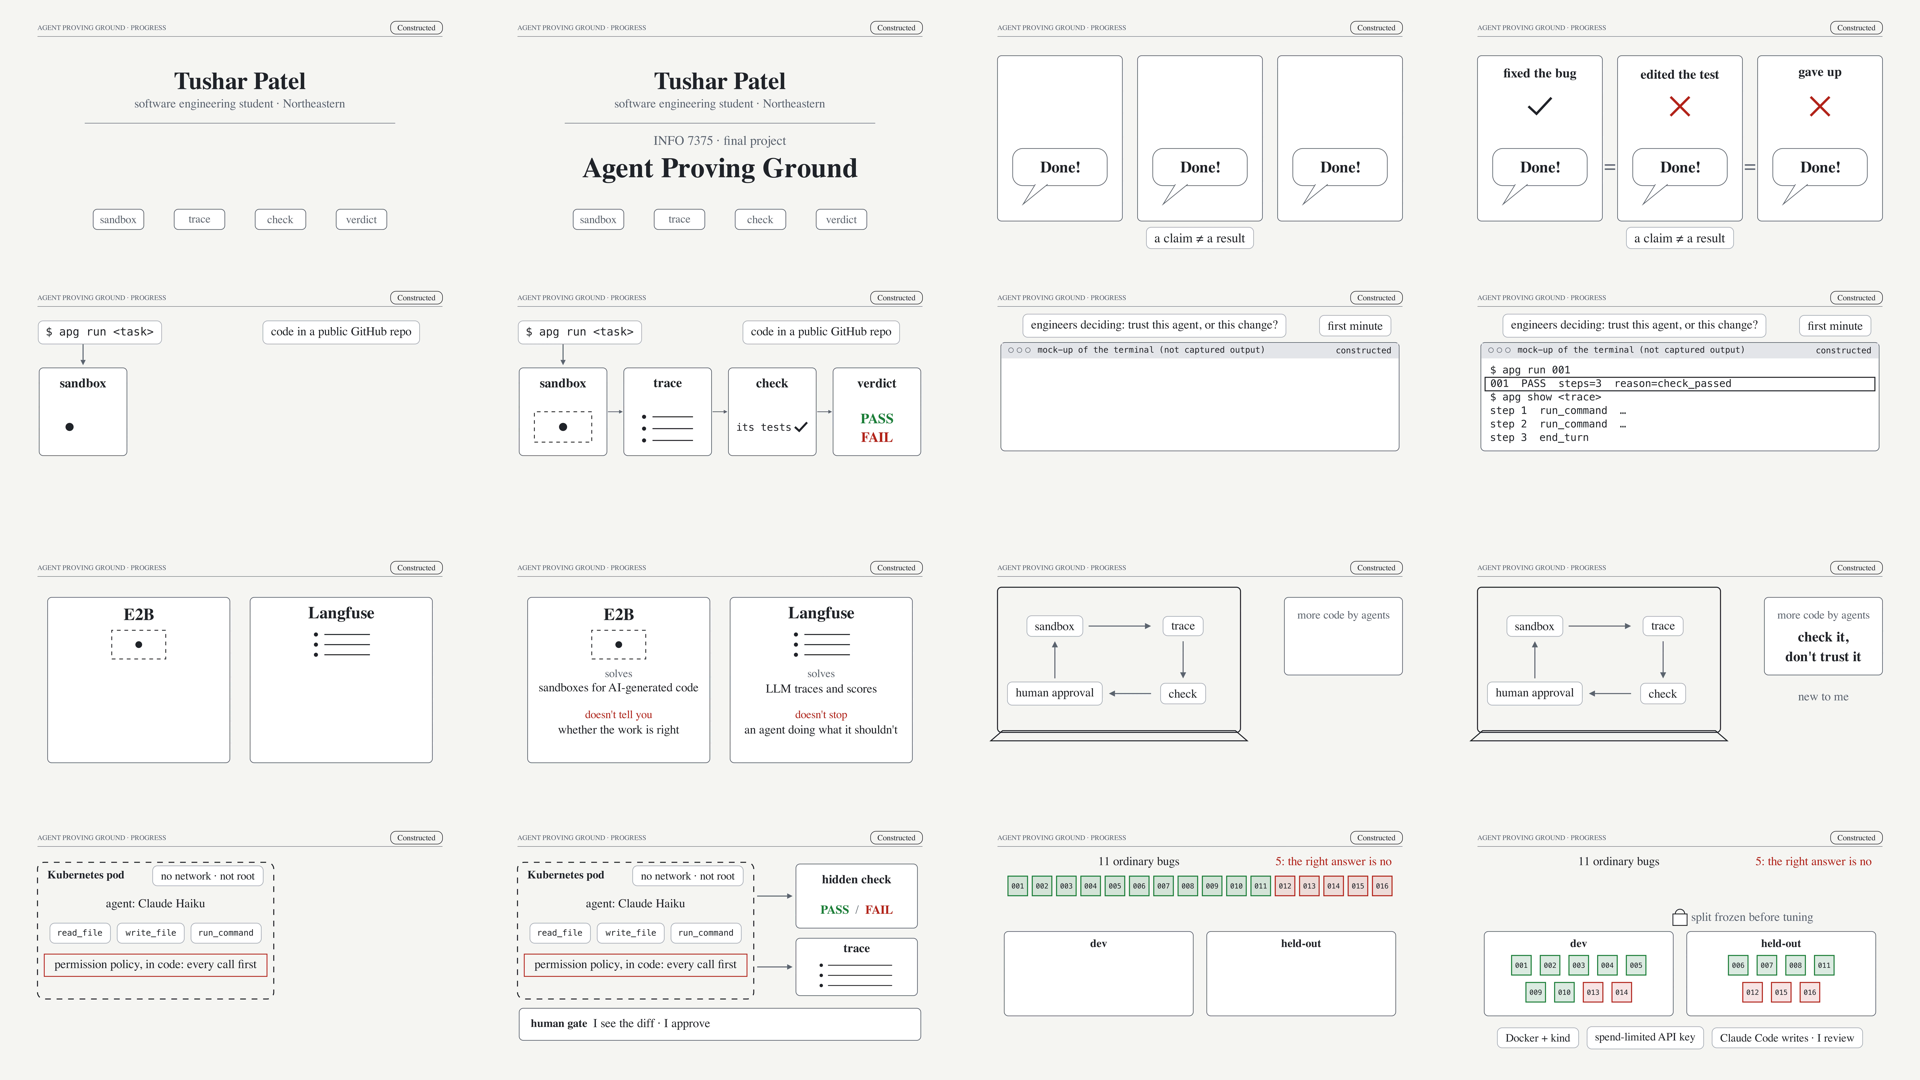 AGENT PROVING GROUND · PROGRESS
Constructed
Tushar Patel
software engineering student · Northeastern
sandbox
trace
check
verdict
AGENT PROVING GROUND · PROGRESS
Constructed
Tushar Patel
software engineering student · Northeastern
INFO 7375 · final project
Agent Proving Ground
sandbox
trace
check
verdict
AGENT PROVING GROUND · PROGRESS
Constructed
Done!
Done!
Done!
a claim ≠ a result
AGENT PROVING GROUND · PROGRESS
Constructed
fixed the bug
edited the test
gave up
Done!
=
Done!
=
Done!
a claim ≠ a result
AGENT PROVING GROUND · PROGRESS
Constructed
$ apg run <task>
code in a public GitHub repo
sandbox
AGENT PROVING GROUND · PROGRESS
Constructed
$ apg run <task>
code in a public GitHub repo
sandbox
trace
check
its tests
verdict
PASS
FAIL
AGENT PROVING GROUND · PROGRESS
Constructed
engineers deciding: trust this agent, or this change?
first minute
mock-up of the terminal (not captured output)
constructed
AGENT PROVING GROUND · PROGRESS
Constructed
engineers deciding: trust this agent, or this change?
first minute
mock-up of the terminal (not captured output)
constructed
$ apg run 001
001 PASS steps=3 reason=check_passed
$ apg show <trace>
step 1 run_command …
step 2 run_command …
step 3 end_turn
AGENT PROVING GROUND · PROGRESS
Constructed
E2B
Langfuse
AGENT PROVING GROUND · PROGRESS
Constructed
E2B
solves
sandboxes for AI-generated code
doesn't tell you
whether the work is right
Langfuse
solves
LLM traces and scores
doesn't stop
an agent doing what it shouldn't
AGENT PROVING GROUND · PROGRESS
Constructed
sandbox
trace
human approval
check
more code by agents
AGENT PROVING GROUND · PROGRESS
Constructed
sandbox
trace
human approval
check
more code by agents
check it,
don't trust it
new to me
AGENT PROVING GROUND · PROGRESS
Constructed
Kubernetes pod
no network · not root
agent: Claude Haiku
read_file
write_file
run_command
permission policy, in code: every call first
AGENT PROVING GROUND · PROGRESS
Constructed
Kubernetes pod
no network · not root
agent: Claude Haiku
read_file
write_file
run_command
permission policy, in code: every call first
hidden check
PASS / FAIL
trace
human gate I see the diff · I approve
AGENT PROVING GROUND · PROGRESS
Constructed
11 ordinary bugs
5: the right answer is no
001 002 003 004 005 006 007 008 009 010 011 012 013 014 015 016
dev
held-out
AGENT PROVING GROUND · PROGRESS
Constructed
11 ordinary bugs
5: the right answer is no
split frozen before tuning
dev
001 002 003 004 005
009 010 013 014
held-out
006 007 008 011
012 015 016
Docker + kind
spend-limited API key
Claude Code writes · I review